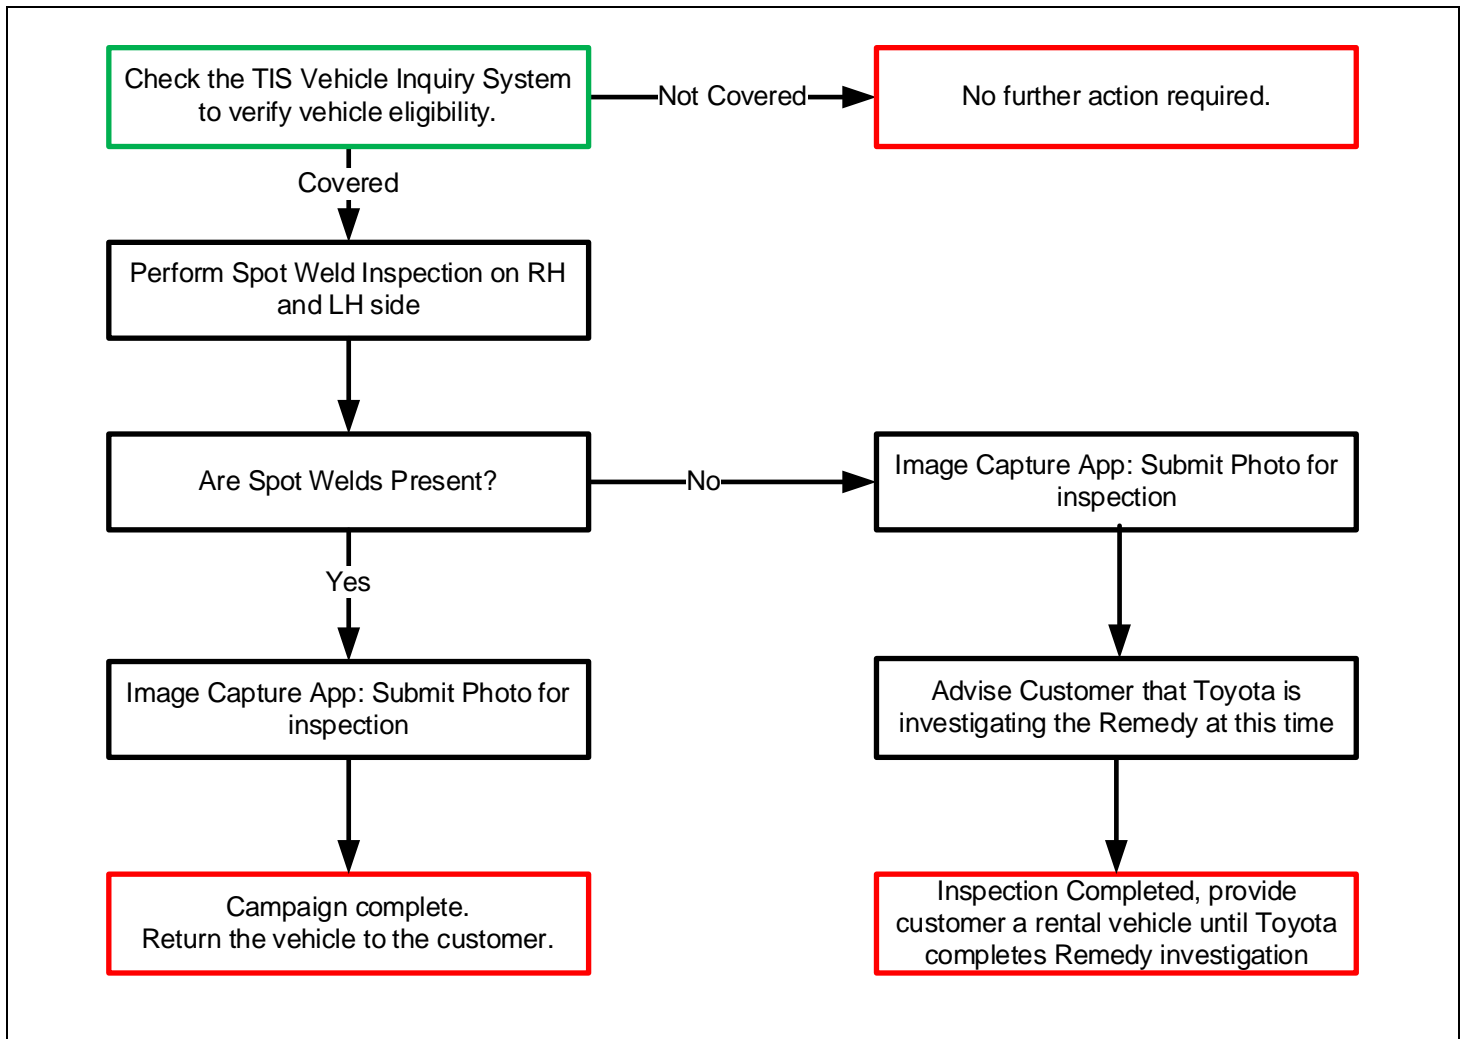 Check the TIS Vehicle Inquiry System
to verify vehicle eligibility.
Not Covered
No further action required.
Covered
Perform Spot Weld Inspection on RH
and LH side
Are Spot Welds Present?
No
Image Capture App: Submit Photo for
inspection
Yes
Image Capture App: Submit Photo for
inspection
Advise Customer that Toyota is
investigating the Remedy at this time
Campaign complete.
Return the vehicle to the customer.
Inspection Completed, provide
customer a rental vehicle until Toyota
completes Remedy investigation